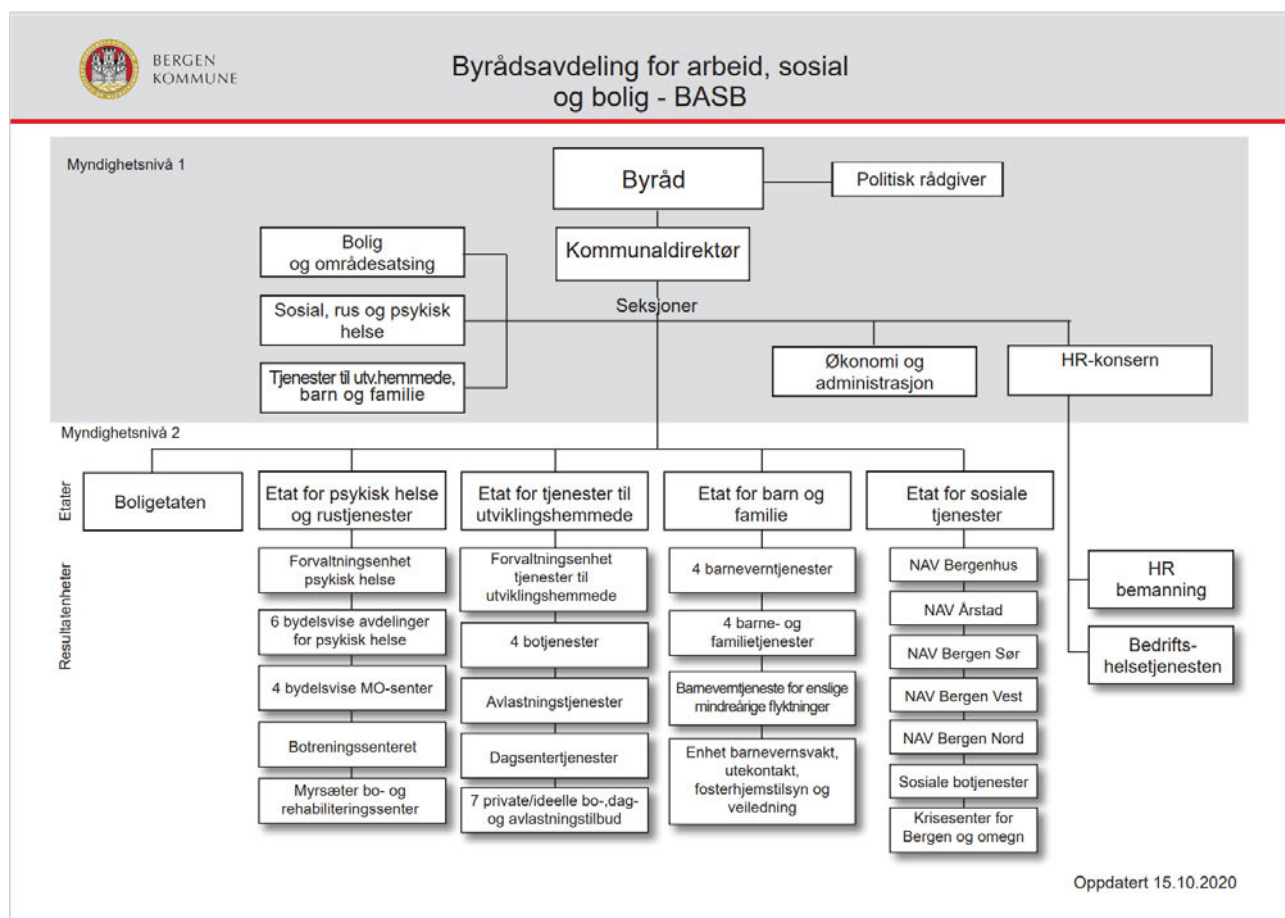 BERGEN
KOMMUNE
Byrådsavdeling for arbeid, sosial
og bolig - BASB
Myndighetsnivå 1
Byråd
Politisk rådgiver
Kommunaldirektør
Bolig
og områdesatsing
Seksjoner
Sosial, rus og psykisk
helse
Tjenester til utv.hemmede,
barn og familie
Økonomi og
administrasjon
HR-konsern
Myndighetsnivå 2
Etater
Boligetaten
Etat for psykisk helse
og rustjenester
Etat for tjenester til
utviklingshemmede
Etat for barn og
familie
Etat for sosiale
tjenester
Resultatenheter
Forvaltningsenhet
psykisk helse
6 bydelsvise avdelinger
for psykisk helse
4 bydelsvise MO-senter
Botreningssenteret
Myrsæter bo- og
rehabiliteringssenter
Forvaltningsenhet
tjenester til
utviklingshemmede
4 botjenester
Avlastningstjenester
Dagsentertjenester
7 private/ideelle bo-,dag-
og avlastningstilbud
4 barneverntjenester
4 barne- og
familietjenester
Barneverntjeneste for enslige
mindreårige flyktninger
Enhet barnevernsvakt,
utekontakt,
fosterhjemstilsyn og
veiledning
NAV Bergenhus
NAV Årstad
NAV Bergen Sør
NAV Bergen Vest
NAV Bergen Nord
Sosiale botjenester
Krisesenter for
Bergen og omegn
HR
bemanning
Bedrifts-
helsetjenesten
Oppdatert 15.10.2020